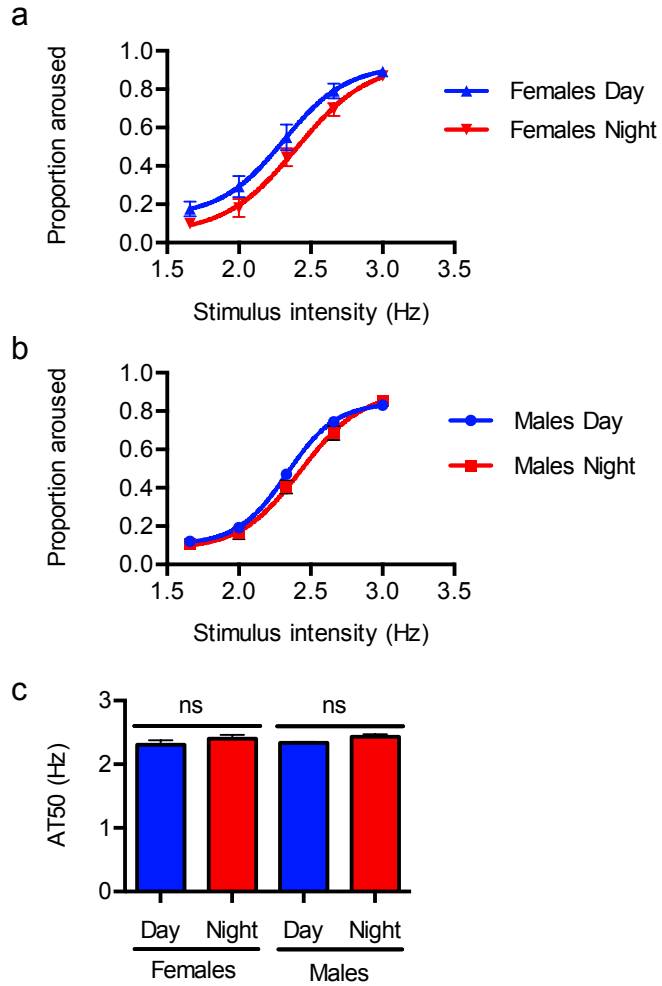 a
1.0
0.8
0.6
0.4
0.2
0.0
Proportion aroused
1.5 2.0 2.5 3.0 3.5
Stimulus intensity (Hz)
Females Day
Females Night
b
1.0
0.8
0.6
0.4
0.2
0.0
Proportion aroused
1.5 2.0 2.5 3.0 3.5
Stimulus intensity (Hz)
Males Day
Males Night
c
3
2
1
0
AT50 (Hz)
ns ns
Day Night Day Night
Females Males